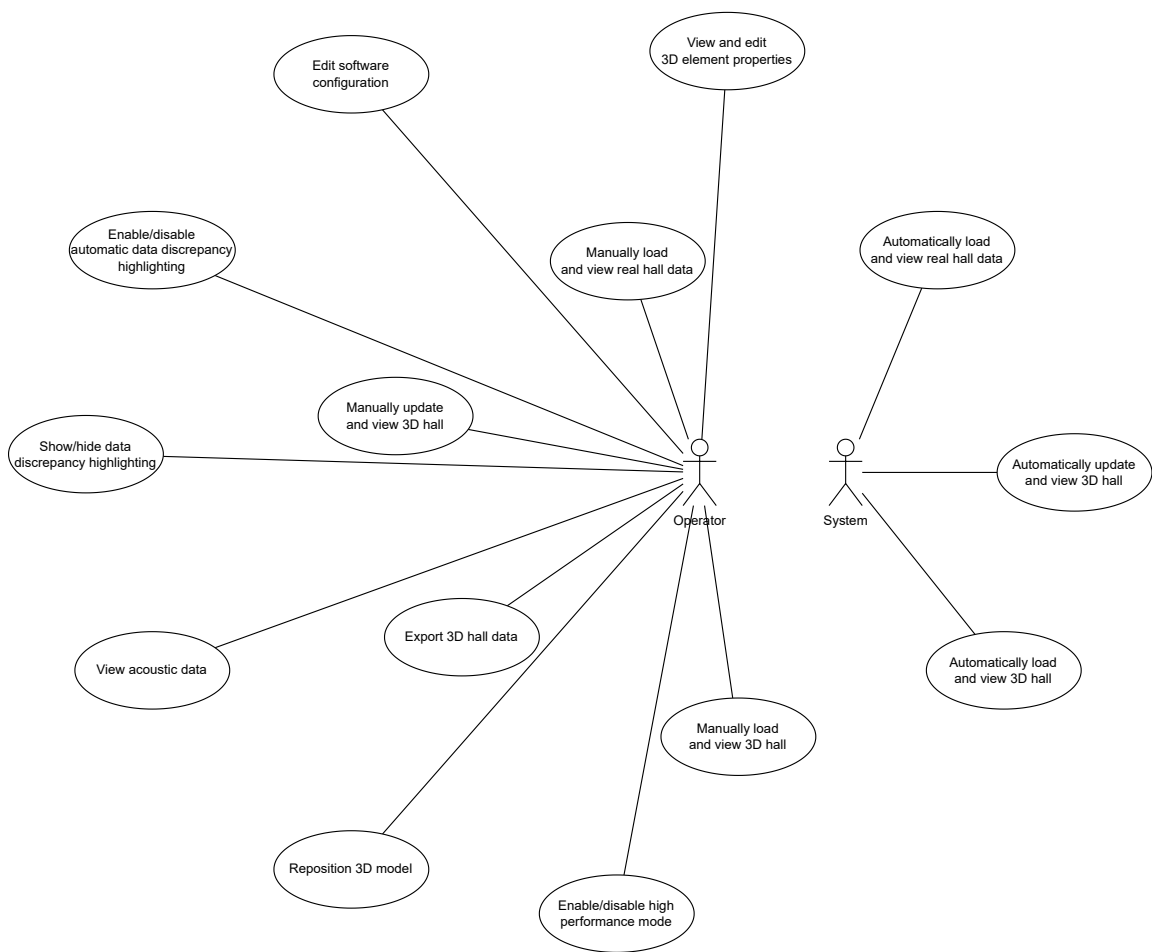 View and edit
3D element properties
Edit software
configuration
Enable/disable
automatic data discrepancy
highlighting
Manually load
and view real hall data
Automatically load
and view real hall data
Manually update
and view 3D hall
Show/hide data
discrepancy highlighting
Automatically update
and view 3D hall
Operator
System
Export 3D hall data
View acoustic data
Automatically load
and view 3D hall
Manually load
and view 3D hall
Reposition 3D model
Enable/disable high
performance mode